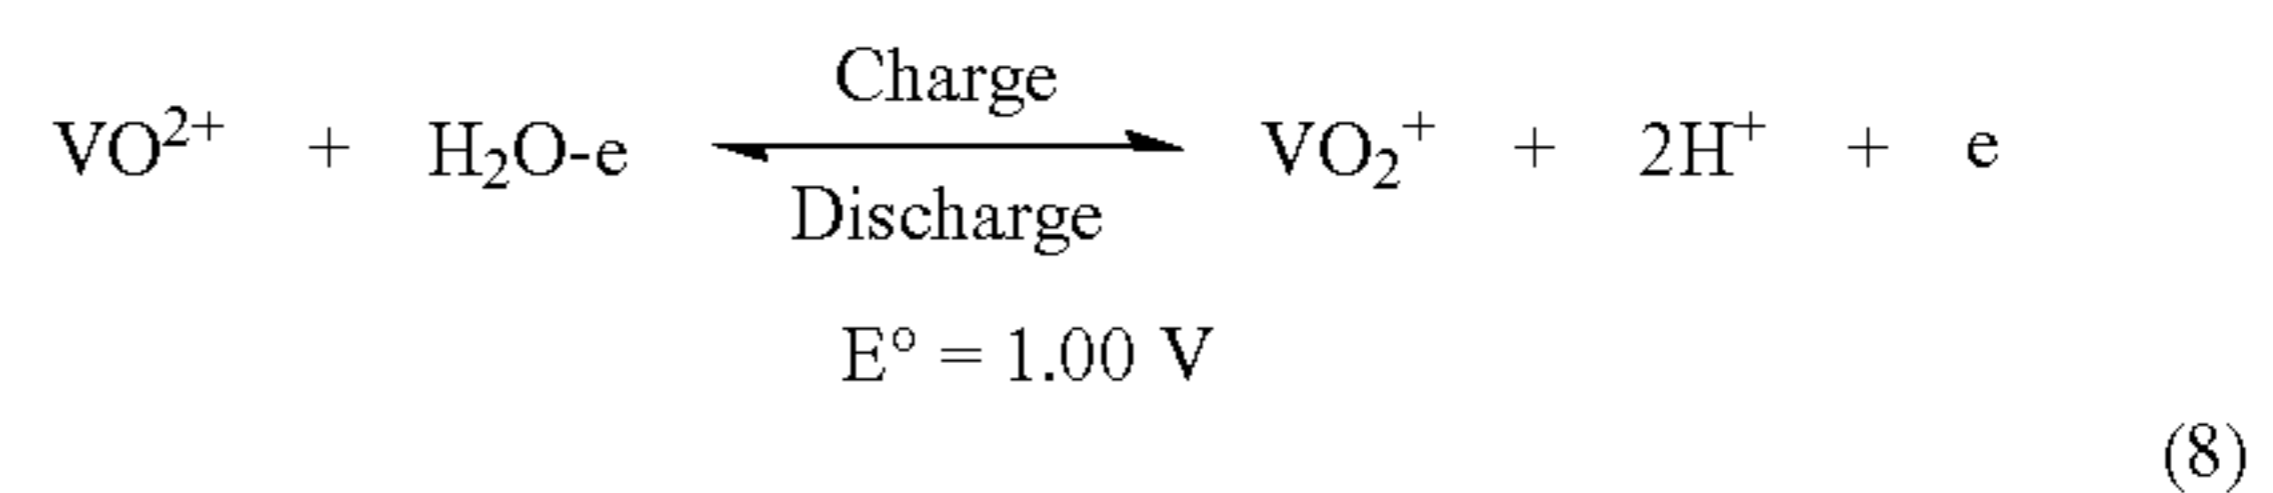 Charge
VO²⁺ + H₂O-e ⇌ VO₂⁺ + 2H⁺ + e
Discharge
E° = 1.00 V
(8)